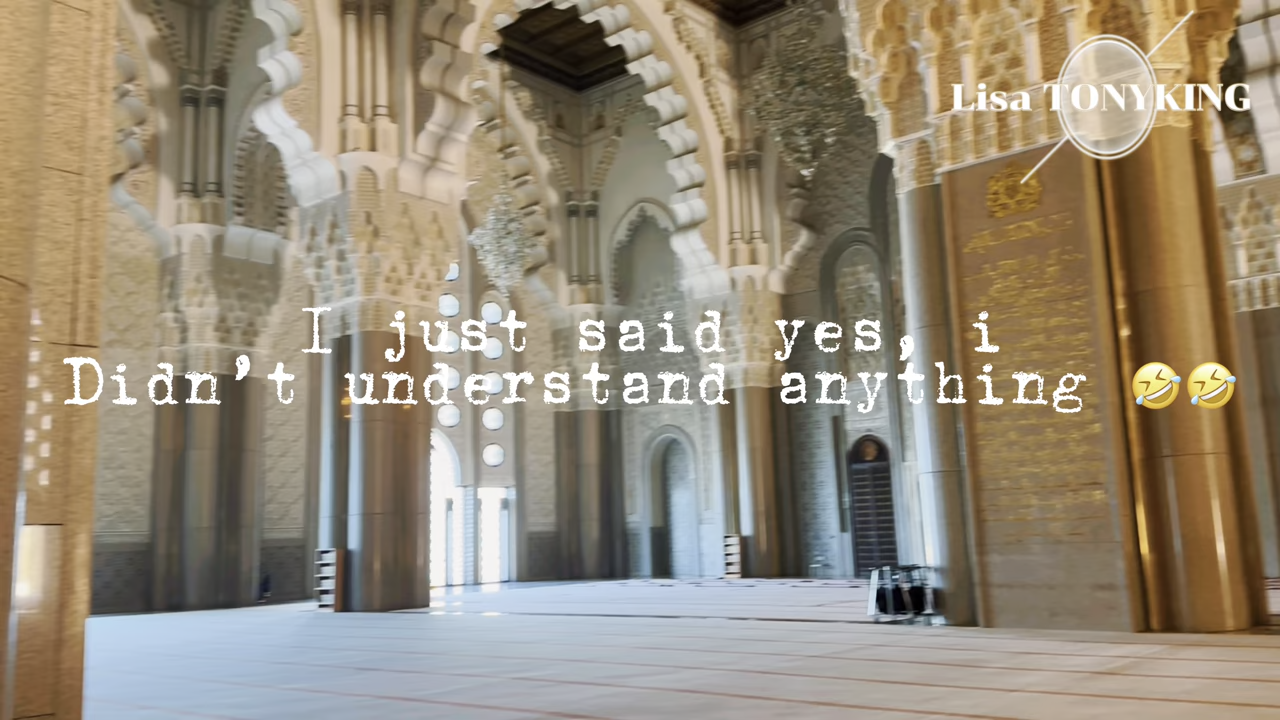 Lisa TONYKING
I just said yes, i
Didn't understand anything 🤣🤣